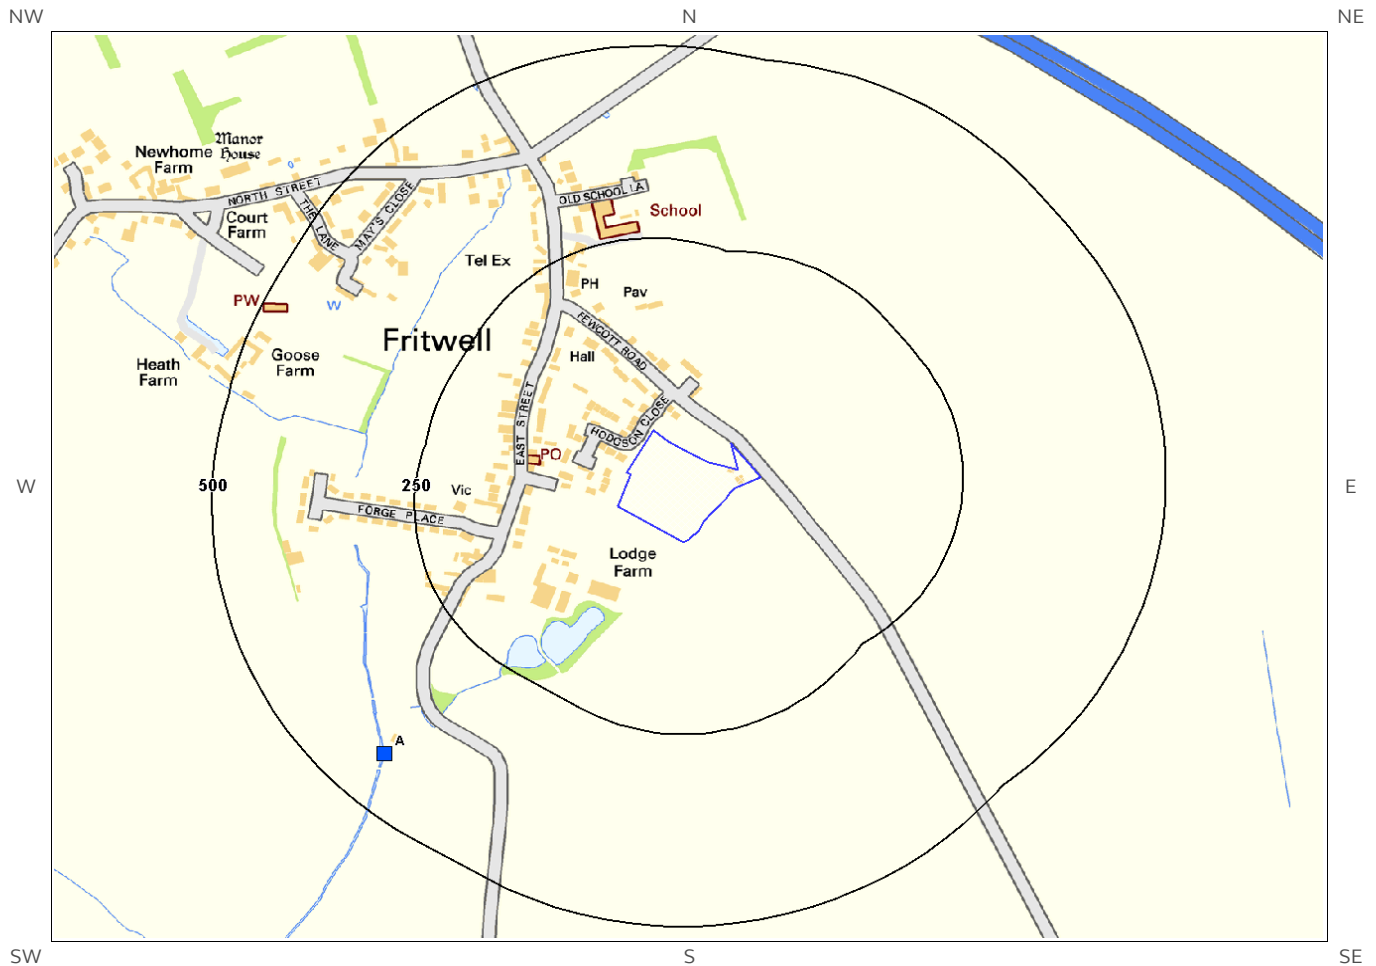 NW
N
NE
Manor
House
Newhome
Farm
NORTH STREET
THE LANE
MAY'S CLOSE
OLD SCHOOL LA
School
Court
Farm
Tel Ex
PH
Pav
PW
W
FEWCOTT ROAD
Fritwell
Hall
Heath
Farm
Goose
Farm
EAST STREET
HODGSON CLOSE
PO
W
500
250
Vic
E
FORGE PLACE
Lodge
Farm
A
SW
S
SE